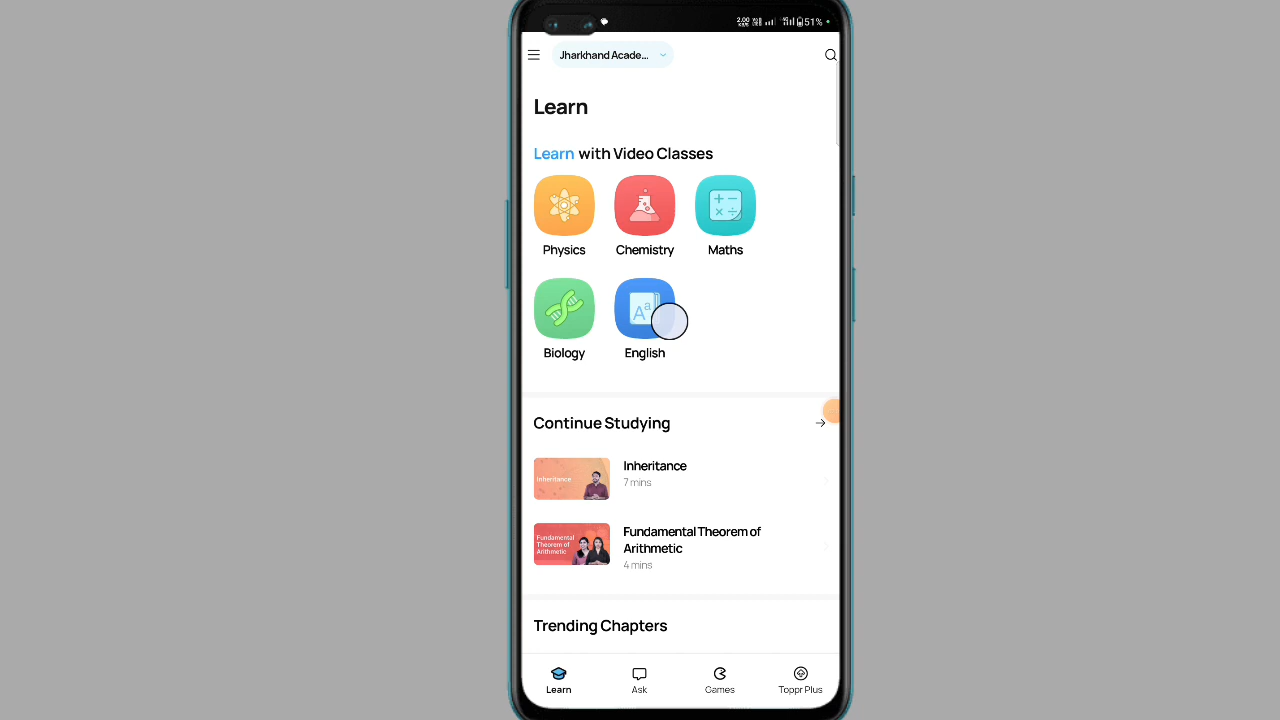 51%
Jharkhand Acade...
Learn
Learn with Video Classes
Physics
Chemistry
Maths
Biology
English
Continue Studying
Inheritance
Inheritance
7 mins
Fundamental
Theorem of
Arithmetic
Fundamental Theorem of
Arithmetic
4 mins
Trending Chapters
Learn
Ask
Games
Toppr Plus